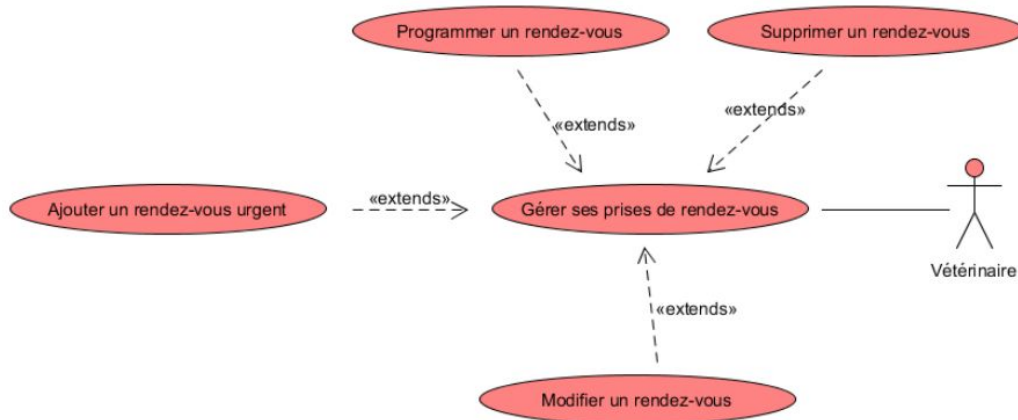 Programmer un rendez-vous
Supprimer un rendez-vous
«extends»
«extends»
Ajouter un rendez-vous urgent
«extends»
Gérer ses prises de rendez-vous
Vétérinaire
«extends»
Modifier un rendez-vous